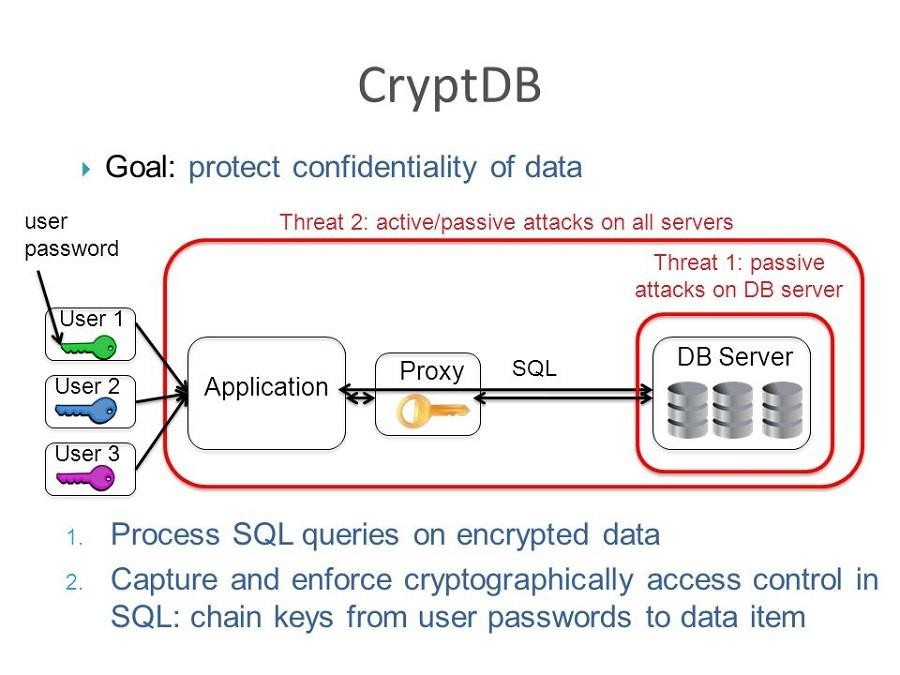 CryptDB
Goal: protect confidentiality of data
user
password
Threat 2: active/passive attacks on all servers
Threat 1: passive
attacks on DB server
User 1
User 2
User 3
Application
Proxy
SQL
DB Server
1. Process SQL queries on encrypted data
2. Capture and enforce cryptographically access control in
SQL: chain keys from user passwords to data item